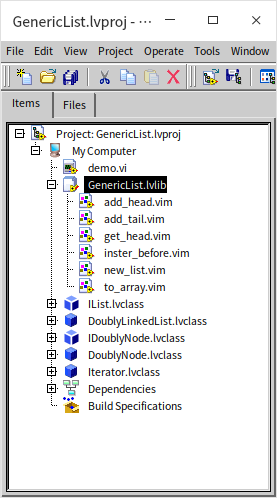 GenericList.lvproj
File Edit View Project Operate Tools Window
Items Files
Project: GenericList.lvproj
My Computer
demo.vi
GenericList.lvlib
add_head.vim
add_tail.vim
get_head.vim
inster_before.vim
new_list.vim
to_array.vim
IList.lvclass
DoublyLinkedList.lvclass
IDoublyNode.lvclass
DoublyNode.lvclass
Iterator.lvclass
Dependencies
Build Specifications